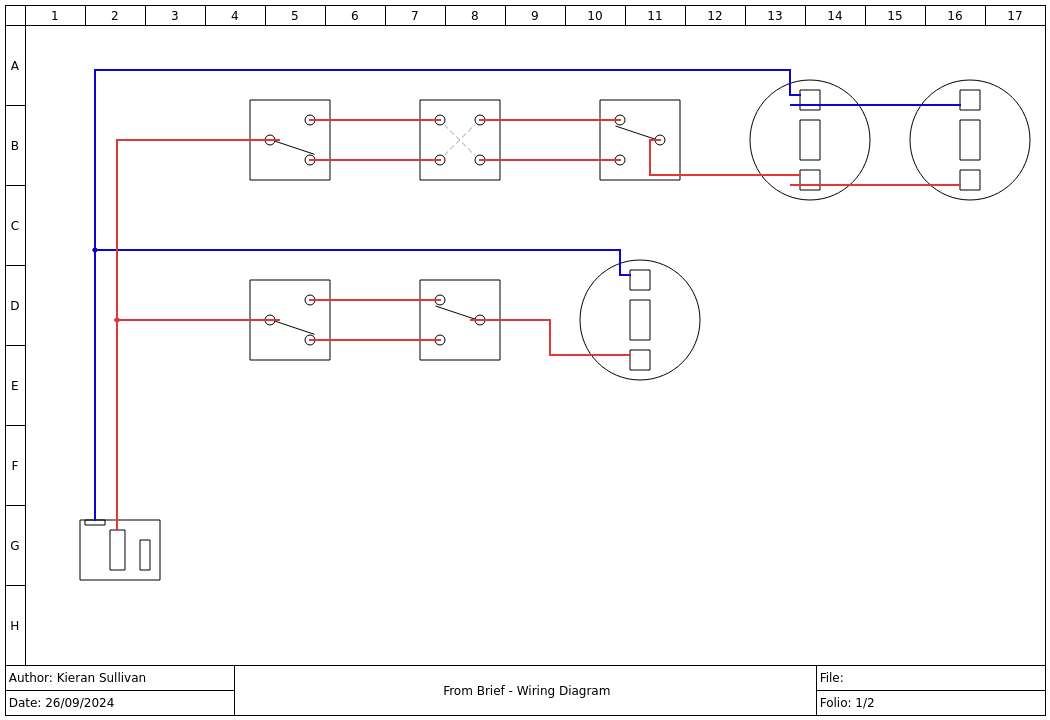 1 2 3 4 5 6 7 8 9 10 11 12 13 14 15 16 17
A
B
C
D
E
F
G
H
Author: Kieran Sullivan
Date: 26/09/2024
From Brief - Wiring Diagram
File:
Folio: 1/2